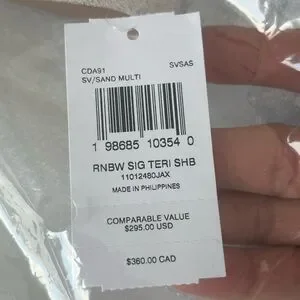 CDA91 SVSAS
SV/SAND MULTI
1 98685 10354 0
RNBW SIG TERI SHB
11012480JAX
MADE IN PHILIPPINES
COMPARABLE VALUE
$295.00 USD
$360.00 CAD